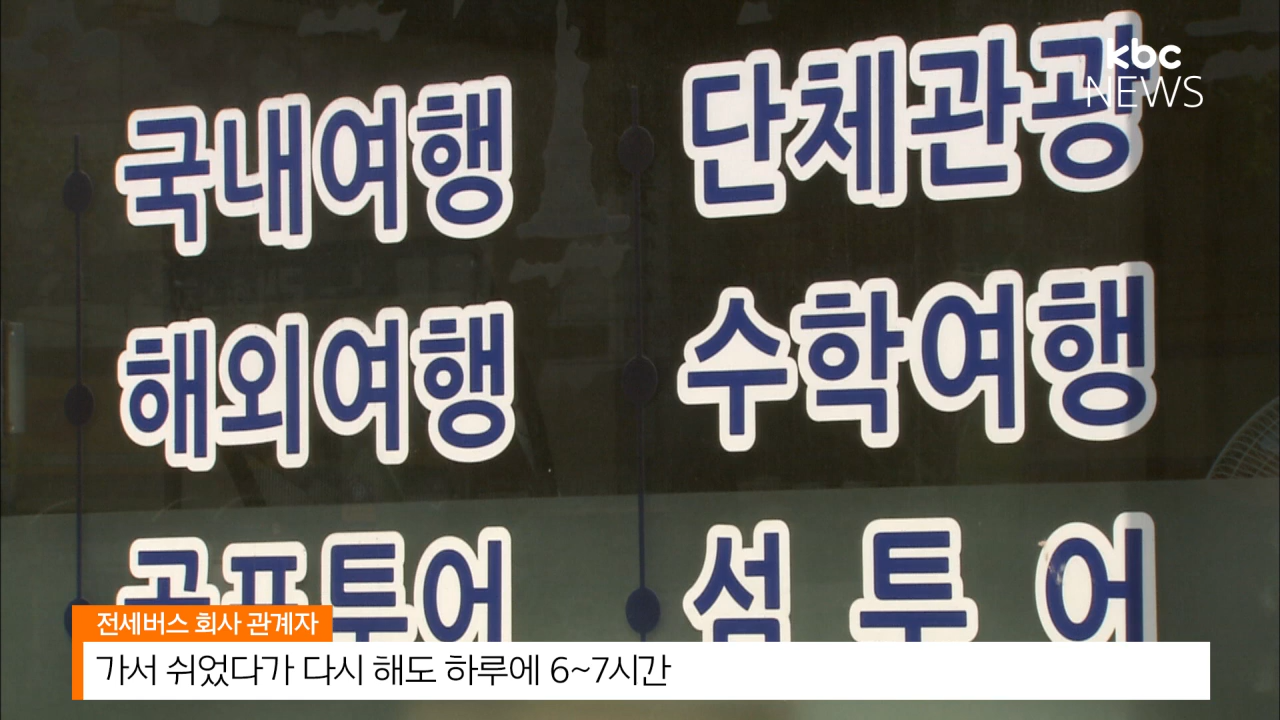 kbc
NEWS
국내여행 단체관광
해외여행 수학여행
골프투어 섬 투 어
전세버스 회사 관계자
가서 쉬었다가 다시 해도 하루에 6~7시간